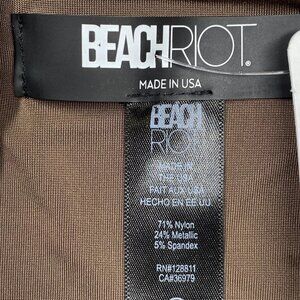 BEACHRIOT.
MADE IN USA
BEACH
RIOT
MADE IN
THE USA
FAIT AUX USA
HECHO EN EE UU
71% Nylon
24% Metallic
5% Spandex
RN#128811
CA#36979